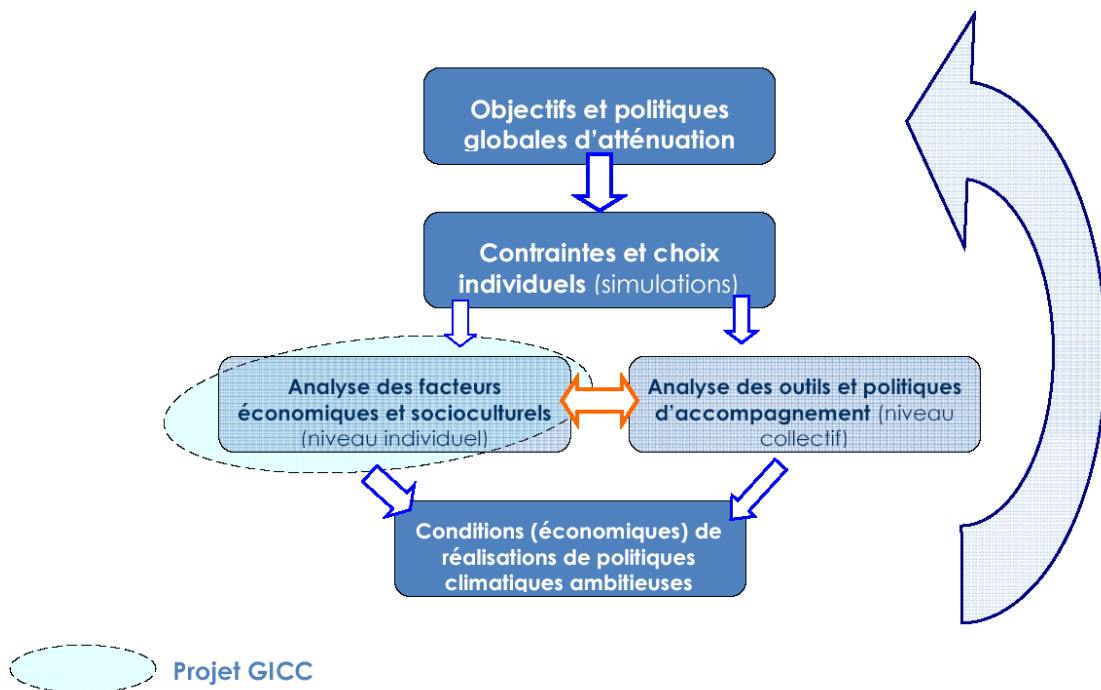 Objectifs et politiques
globales d'atténuation
Contraintes et choix
individuels (simulations)
Analyse des facteurs
économiques et socioculturels
(niveau individuel)
Analyse des outils et politiques
d'accompagnement (niveau
collectif)
Conditions (économiques) de
réalisations de politiques
climatiques ambitieuses
Projet GICC